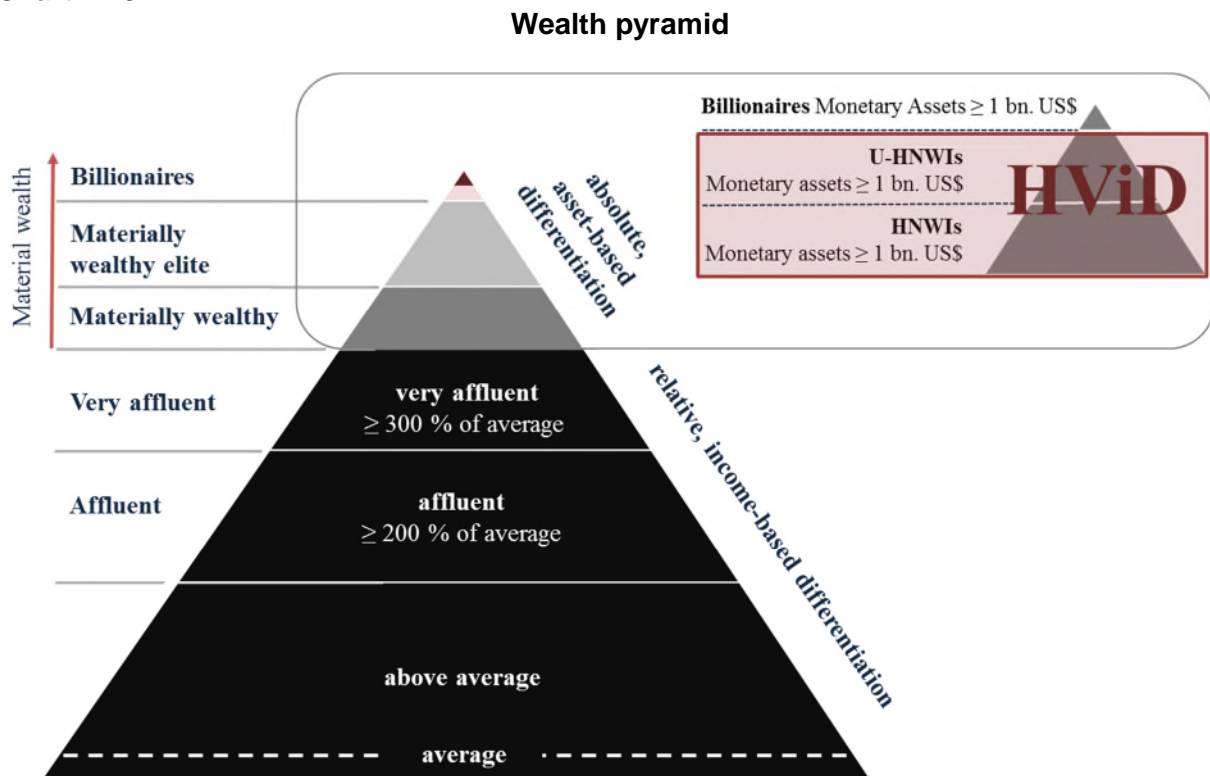 Wealth pyramid
Billionaires Monetary Assets ≥ 1 bn. US$
U-HNWIs
Monetary assets ≥ 1 bn. US$
HNWIs
Monetary assets ≥ 1 bn. US$
HViD
Material wealth
Billionaires
Materially
wealthy elite
Materially wealthy
Very affluent
Affluent
absolute,
asset-based
differentiation
relative, income-based differentiation
very affluent
≥ 300 % of average
affluent
≥ 200 % of average
above average
average